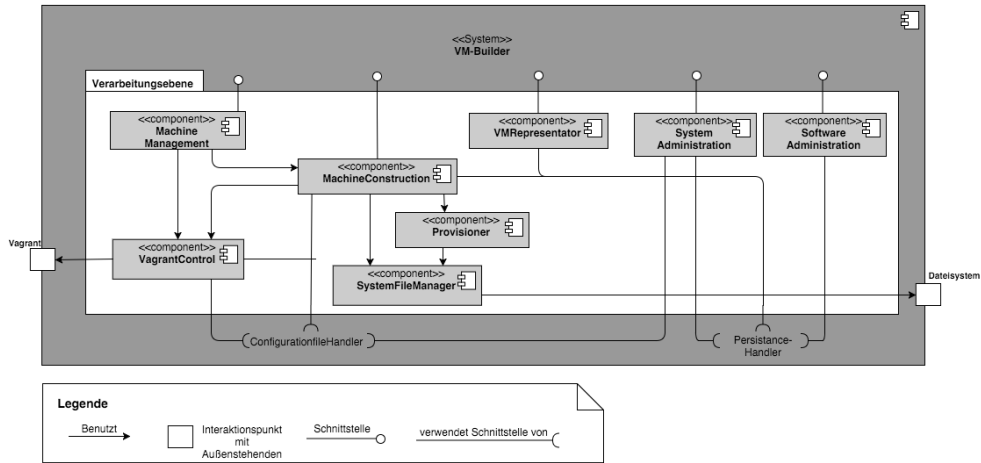 <<System>>
VM-Builder
Verarbeitungsebene
<<component>>
Machine
Management
<<component>>
VMRepresentator
<<component>>
System
Administration
<<component>>
Software
Administration
<<component>>
MachineConstruction
<<component>>
Provisioner
Vagrant
<<component>>
VagrantControl
<<component>>
SystemFileManager
Dateisystem
ConfigurationfileHandler
Persistance-
Handler
Legende
Benutzt
Interaktionspunkt
mit
Außenstehenden
Schnittstelle
verwendet Schnittstelle von